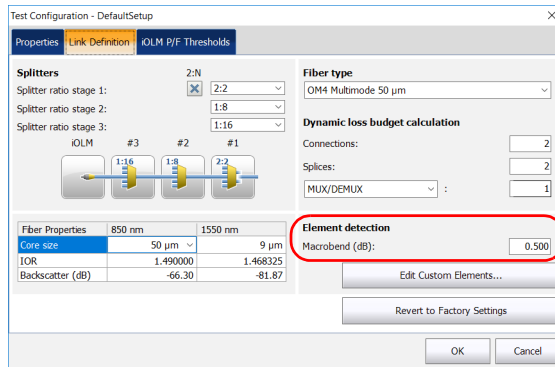 Test Configuration - DefaultSetup
Properties Link Definition iOLM P/F Thresholds
Splitters 2:N
Splitter ratio stage 1: 2:2
Splitter ratio stage 2: 1:8
Splitter ratio stage 3: 1:16
iOLM #3 #2 #1
1:16 1:8 2:2
Fiber Properties 850 nm 1550 nm
Core size 50 µm 9 µm
IOR 1.490000 1.468325
Backscatter (dB) -66.30 -81.87
Fiber type
OM4 Multimode 50 µm
Dynamic loss budget calculation
Connections: 2
Splices: 2
MUX/DEMUX : 1
Element detection
Macrobend (dB): 0.500
Edit Custom Elements...
Revert to Factory Settings
OK Cancel